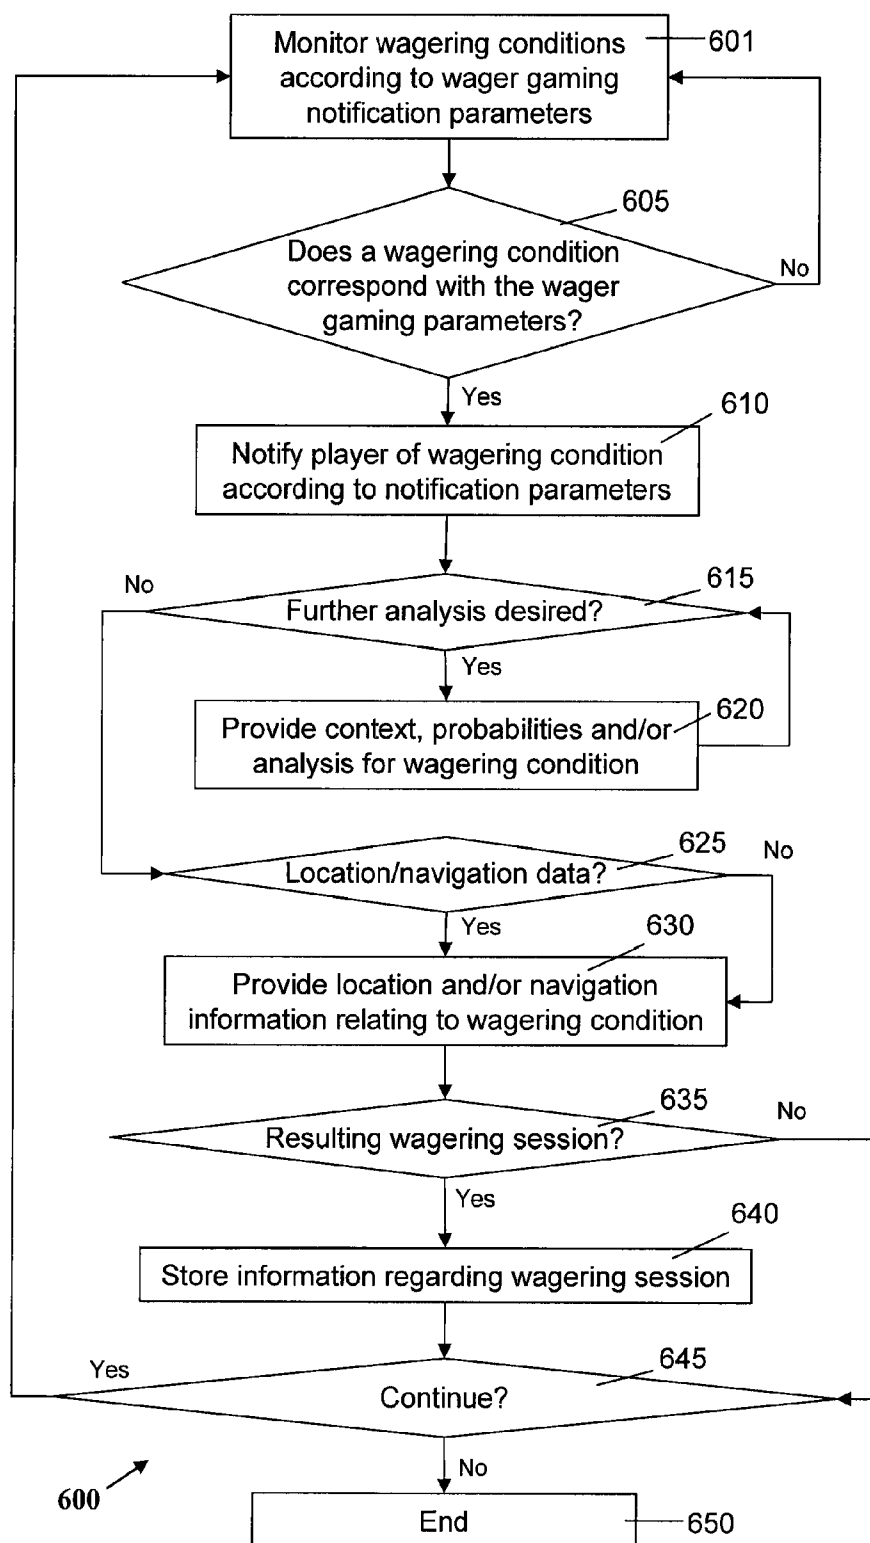 Monitor wagering conditions
according to wager gaming
notification parameters
601
605
Does a wagering condition
correspond with the wager
gaming parameters?
No
Yes
610
Notify player of wagering condition
according to notification parameters
No
615
Further analysis desired?
Yes
620
Provide context, probabilities and/or
analysis for wagering condition
625
No
Location/navigation data?
Yes
630
Provide location and/or navigation
information relating to wagering condition
635
No
Resulting wagering session?
Yes
640
Store information regarding wagering session
Yes
645
Continue?
No
600
End
650